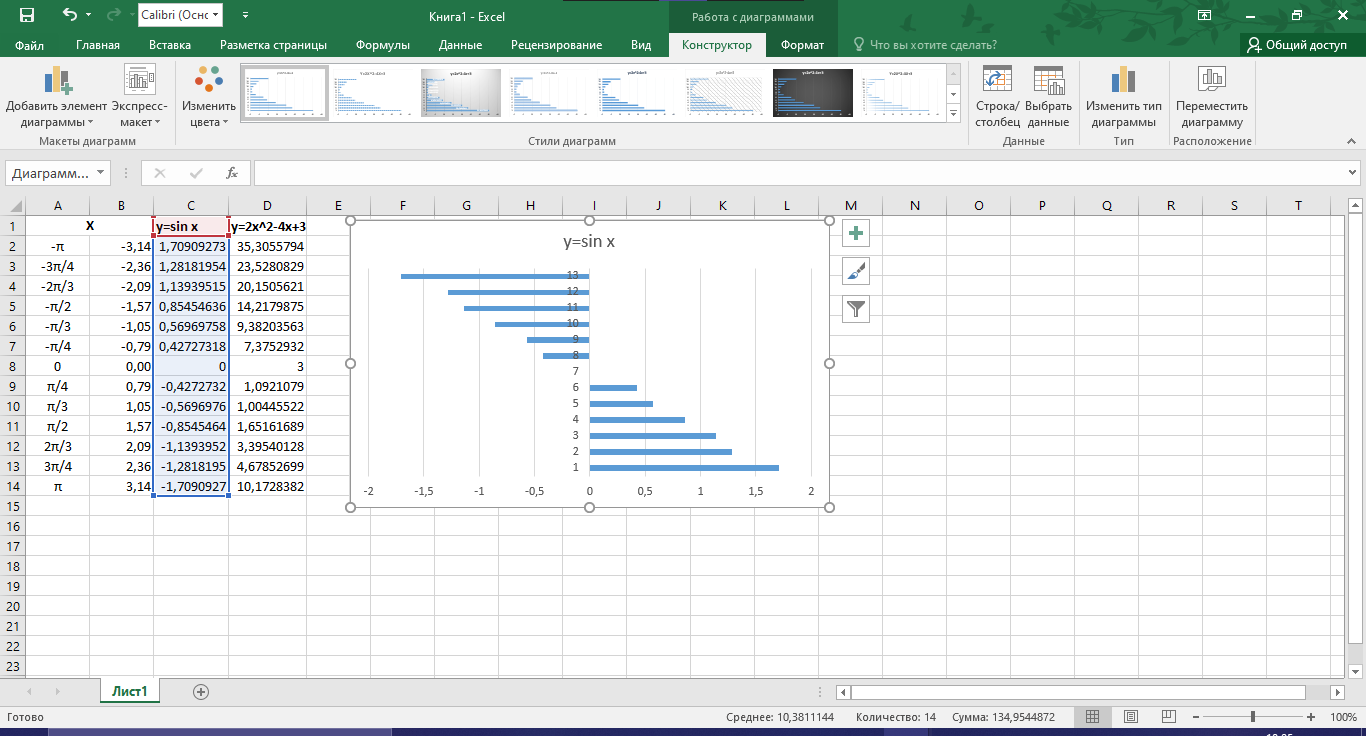 Calibri (Оснс
Книга1 - Excel
Работа с диаграммами
Файл Главная Вставка Разметка страницы Формулы Данные Рецензирование Вид Конструктор Формат Что вы хотите сделать? Общий доступ
Добавить элемент диаграммы Экспресс-макет Изменить цвета
Строка/столбец Выбрать данные Изменить тип диаграммы Переместить диаграмму
Макеты диаграмм Стили диаграмм Данные Тип Расположение
Диаграмм... fx
A B C D E F G H I J K L M N O P Q R S T
1 X y=sin x y=2x^2-4x+3
2 -π -3,14 1,70909273 35,3055794
3 -3π/4 -2,36 1,28181954 23,5280829
4 -2π/3 -2,09 1,13939515 20,1505621
5 -π/2 -1,57 0,85454636 14,2179875
6 -π/3 -1,05 0,56969758 9,38203563
7 -π/4 -0,79 0,42727318 7,3752932
8 0 0,00 0 3
9 π/4 0,79 -0,4272732 1,0921079
10 π/3 1,05 -0,5696976 1,00445522
11 π/2 1,57 -0,8545464 1,65161689
12 2π/3 2,09 -1,1393952 3,39540128
13 3π/4 2,36 -1,2818195 4,67852699
14 π 3,14 -1,7090927 10,1728382
15
16
17
18
19
20
21
22
23
y=sin x
13
12
11
10
9
8
7
6
5
4
3
2
1
-2 -1,5 -1 -0,5 0 0,5 1 1,5 2
Лист1
Готово Среднее: 10,3811144 Количество: 14 Сумма: 134,9544872 100%